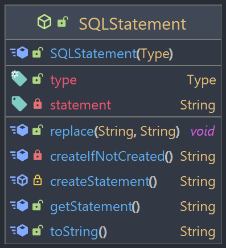 SQLStatement
SQLStatement(Type)
type Type
statement String
replace(String, String) void
createIfNotCreated() String
createStatement() String
getStatement() String
toString() String